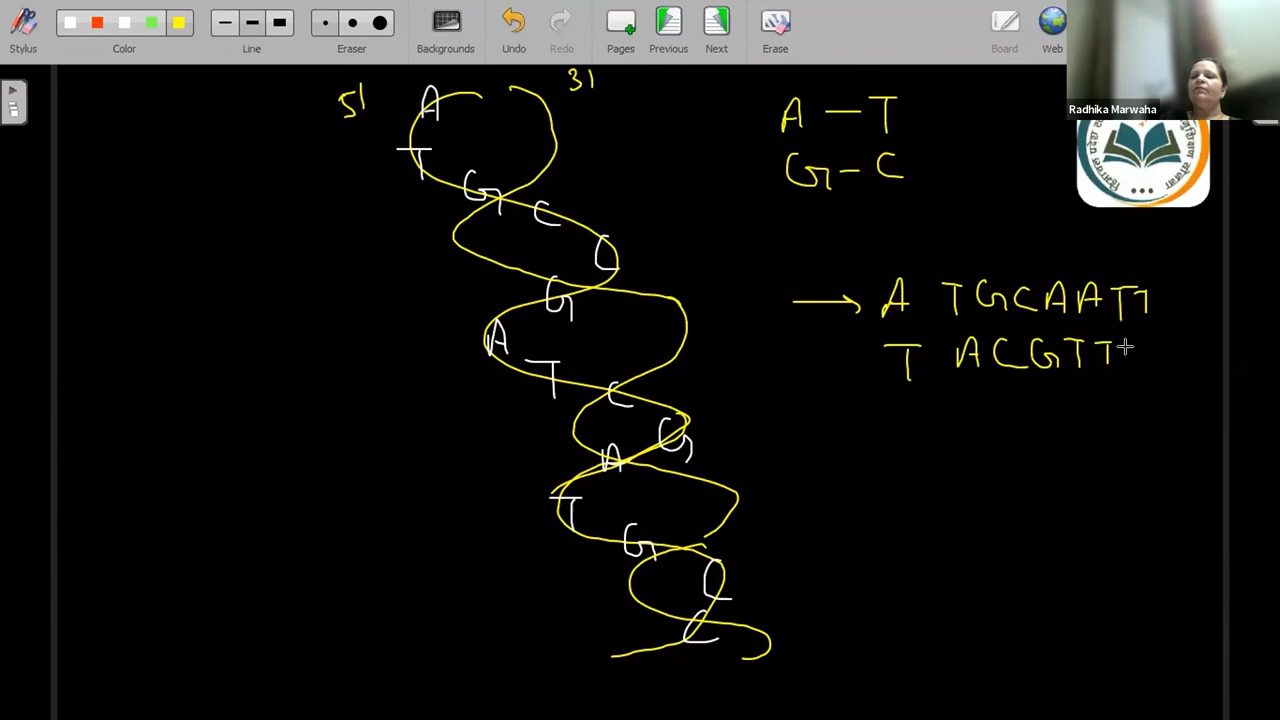 Stylus Color Line Eraser Backgrounds Undo Redo Pages Previous Next Erase Board Web
Radhika Marwaha
5' 3'
A
T
G
C
C
G
A
T
C
G
A
T
G
C
C
A — T
G – C
→ A T G C A A T T
T A C G T T